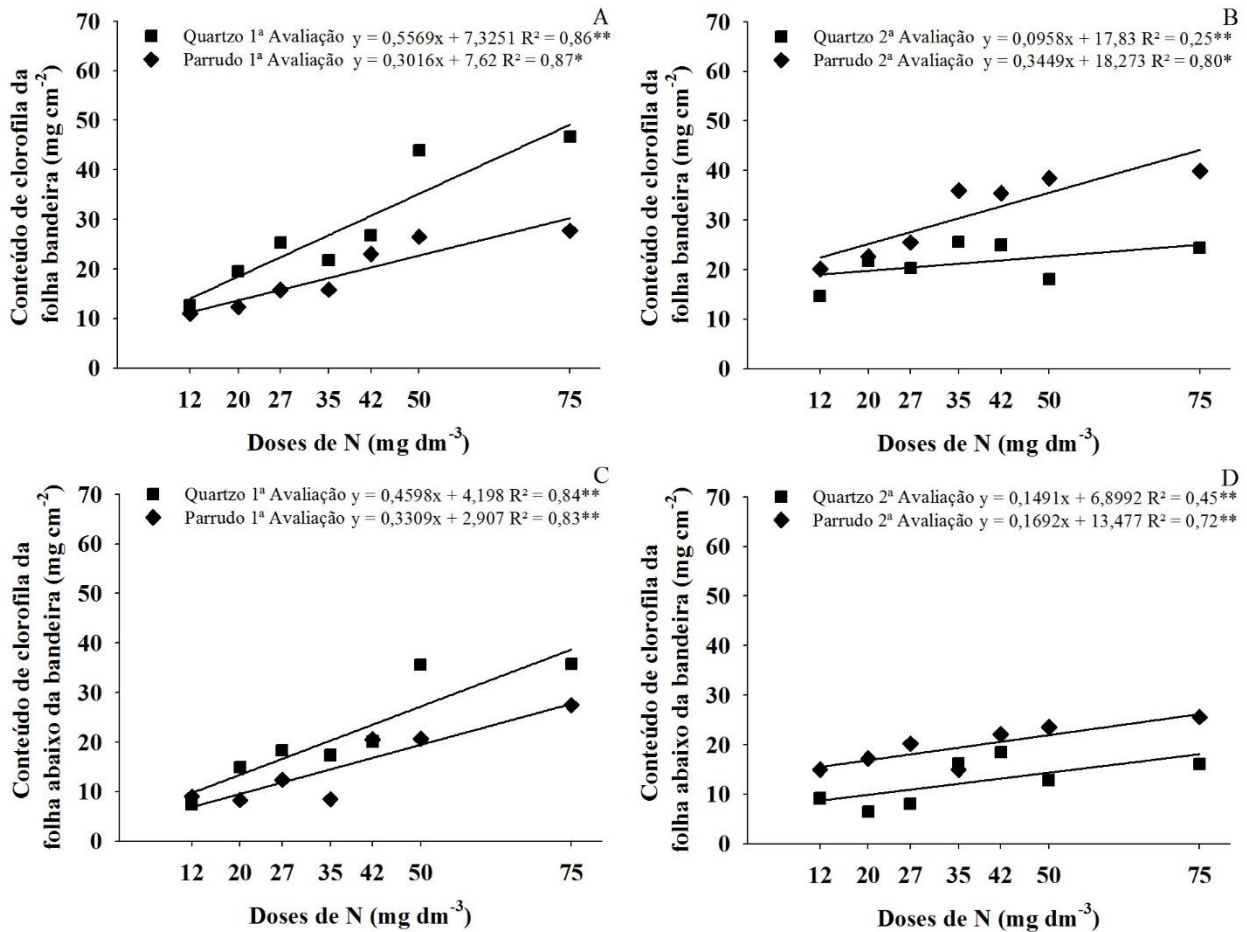 A
Quartzo 1ª Avaliação y = 0,5569x + 7,3251 R² = 0,86**
Parrudo 1ª Avaliação y = 0,3016x + 7,62 R² = 0,87*
Conteúdo de clorofila da
folha bandeira (mg cm⁻²)
70
60
50
40
30
20
10
0
12 20 27 35 42 50 75
Doses de N (mg dm⁻³)
B
Quartzo 2ª Avaliação y = 0,0958x + 17,83 R² = 0,25**
Parrudo 2ª Avaliação y = 0,3449x + 18,273 R² = 0,80*
Conteúdo de clorofila da
folha bandeira (mg cm⁻²)
70
60
50
40
30
20
10
0
12 20 27 35 42 50 75
Doses de N (mg dm⁻³)
C
Quartzo 1ª Avaliação y = 0,4598x + 4,198 R² = 0,84**
Parrudo 1ª Avaliação y = 0,3309x + 2,907 R² = 0,83**
Conteúdo de clorofila da
folha abaixo da bandeira (mg cm⁻²)
70
60
50
40
30
20
10
0
12 20 27 35 42 50 75
Doses de N (mg dm⁻³)
D
Quartzo 2ª Avaliação y = 0,1491x + 6,8992 R² = 0,45**
Parrudo 2ª Avaliação y = 0,1692x + 13,477 R² = 0,72**
Conteúdo de clorofila da
folha abaixo da bandeira (mg cm⁻²)
70
60
50
40
30
20
10
0
12 20 27 35 42 50 75
Doses de N (mg dm⁻³)